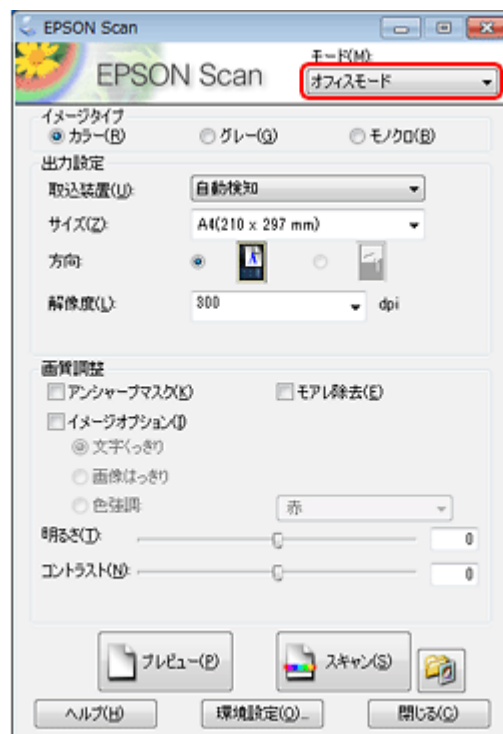 EPSON Scan
EPSON Scan
モード(M):
オフィスモード
イメージタイプ
カラー(R) グレー(G) モノクロ(B)
出力設定
取込装置(U): 自動検知
サイズ(Z): A4(210 x 297 mm)
方向:
解像度(L): 300 dpi
画質調整
アンシャープマスク(K) モアレ除去(E)
イメージオプション(I)
文字くっきり
画像はっきり
色強調: 赤
明るさ(T): 0
コントラスト(N): 0
プレビュー(P) スキャン(S)
ヘルプ(H) 環境設定(O)... 閉じる(C)